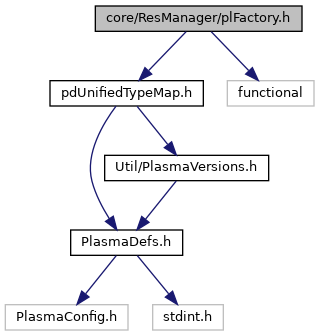 core/ResManager/plFactory.h
pdUnifiedTypeMap.h
functional
Util/PlasmaVersions.h
PlasmaDefs.h
PlasmaConfig.h
stdint.h